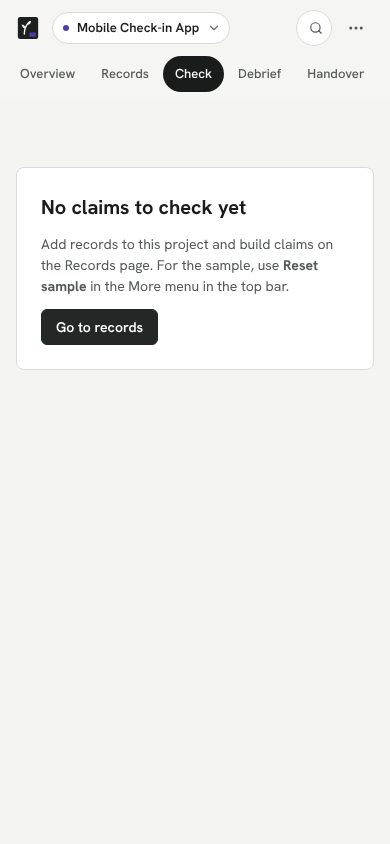 Mobile Check-in App
Overview Records Check Debrief Handover
No claims to check yet
Add records to this project and build claims on
the Records page. For the sample, use Reset
sample in the More menu in the top bar.
Go to records